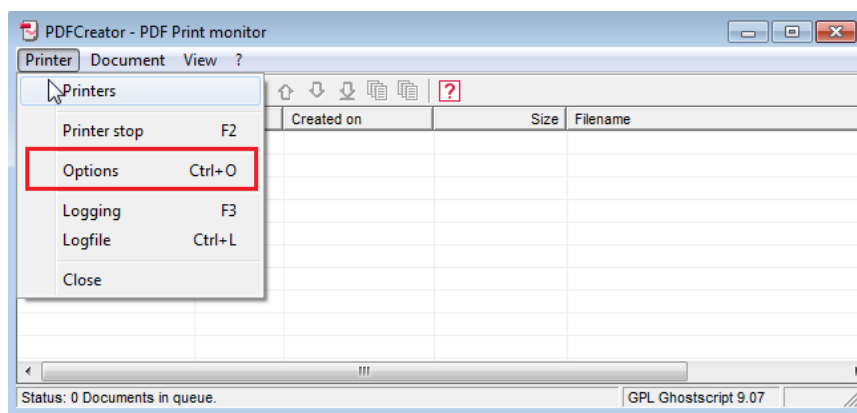 PDFCreator - PDF Print monitor
Printer Document View ?
Printers
Printer stop F2
Options Ctrl+O
Logging F3
Logfile Ctrl+L
Close
Created on Size Filename
Status: 0 Documents in queue. GPL Ghostscript 9.07